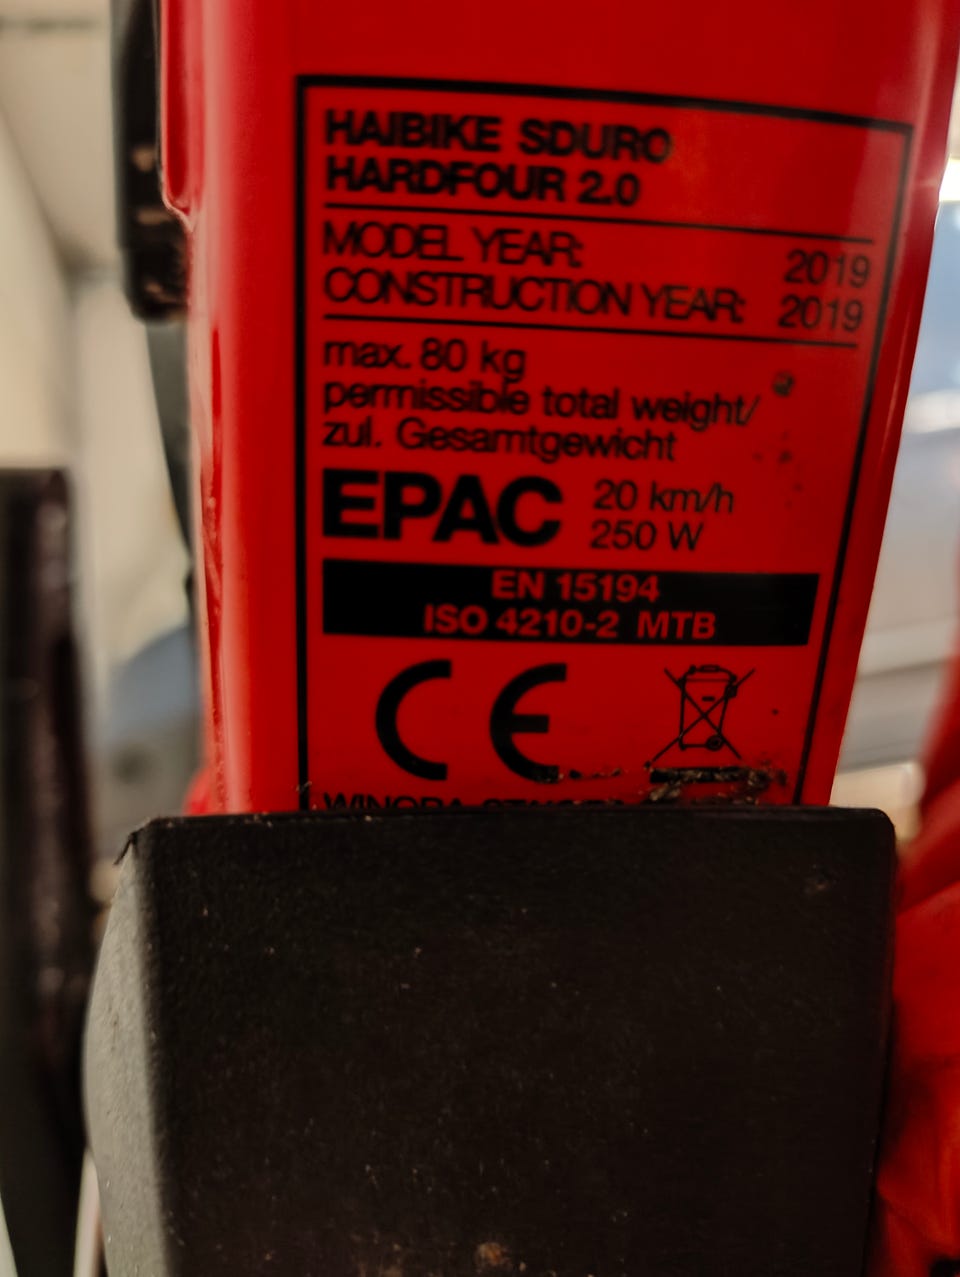 HAIBIKE SDURO
HARDFOUR 2.0
MODEL YEAR: 2019
CONSTRUCTION YEAR: 2019
max. 80 kg
permissible total weight/
zul. Gesamtgewicht
EPAC 20 km/h
250 W
EN 15194
ISO 4210-2 MTB
CE
WINORA